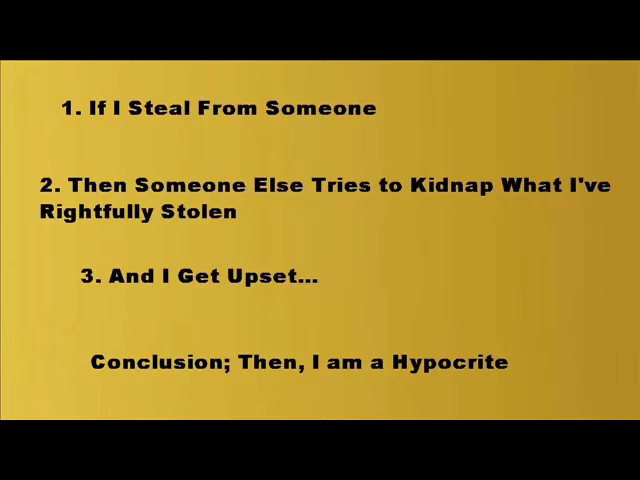 1. If I Steal From Someone
2. Then Someone Else Tries to Kidnap What I've
Rightfully Stolen
3. And I Get Upset...
Conclusion; Then, I am a Hypocrite